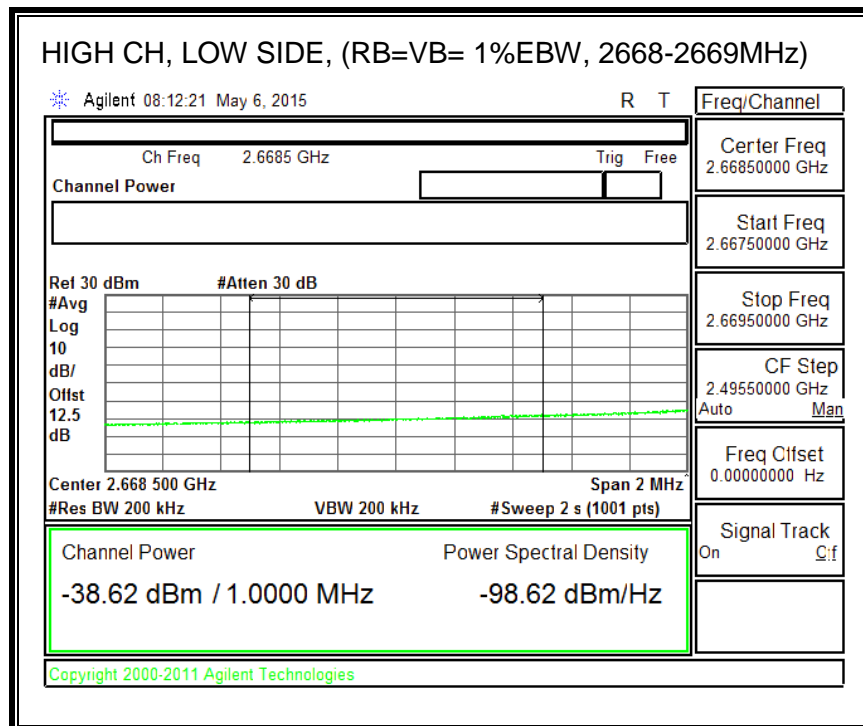 HIGH CH, LOW SIDE, (RB=VB= 1%EBW, 2668-2669MHz)
Agilent 08:12:21 May 6, 2015 R T
Freq/Channel
Ch Freq 2.6685 GHz Trig Free
Channel Power
Center Freq
2.66850000 GHz
Start Freq
2.66750000 GHz
Stop Freq
2.66950000 GHz
CF Step
2.49550000 GHz
Auto Man
Freq Offset
0.00000000 Hz
Signal Track
On Off
Ref 30 dBm #Atten 30 dB
#Avg
Log
10
dB/
Offst
12.5
dB
Center 2.668 500 GHz Span 2 MHz
#Res BW 200 kHz VBW 200 kHz #Sweep 2 s (1001 pts)
Channel Power Power Spectral Density
-38.62 dBm / 1.0000 MHz -98.62 dBm/Hz
Copyright 2000-2011 Agilent Technologies